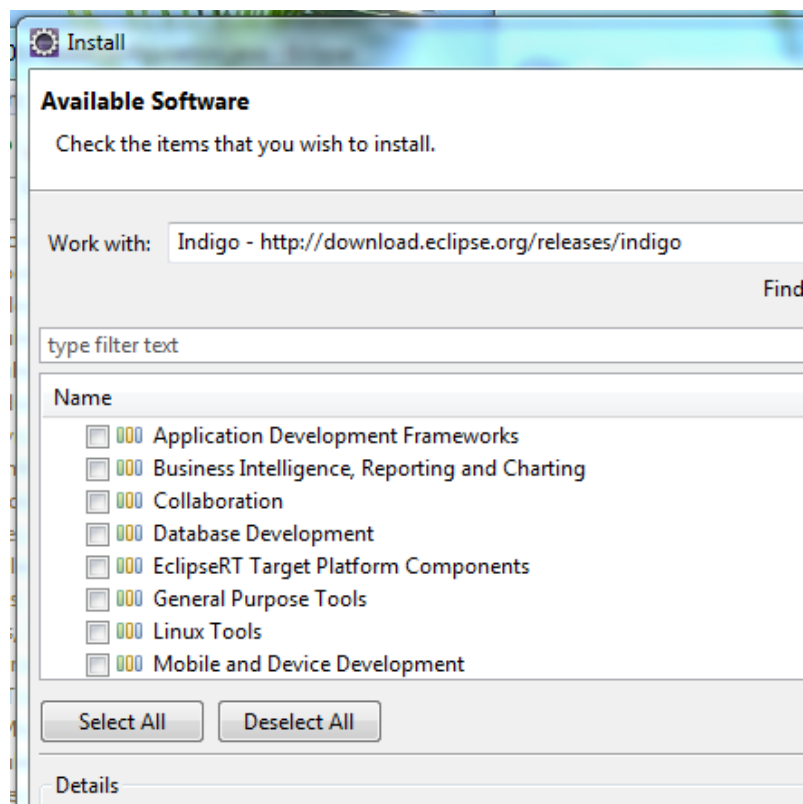 Install
Available Software
Check the items that you wish to install.
Work with: Indigo - http://download.eclipse.org/releases/indigo
Find
type filter text
Name
Application Development Frameworks
Business Intelligence, Reporting and Charting
Collaboration
Database Development
EclipseRT Target Platform Components
General Purpose Tools
Linux Tools
Mobile and Device Development
Select All Deselect All
Details